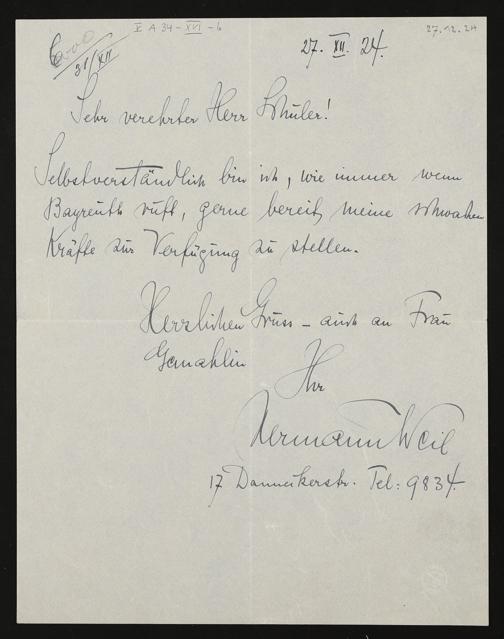 V A 34-XVI-6
27.12.24
31/XII
27. XII. 24.
Sehr verehrter Herr Schuler!
Selbstverständlich bin ich, wie immer wenn
Bayreuth ruft, gerne bereit, meine schwachen
Kräfte zur Verfügung zu stellen.
Herzlichen Gruss – auch an Frau
Gemahlin
Ihr
Hermann Weil
17 Danneckerstr. Tel: 9834.